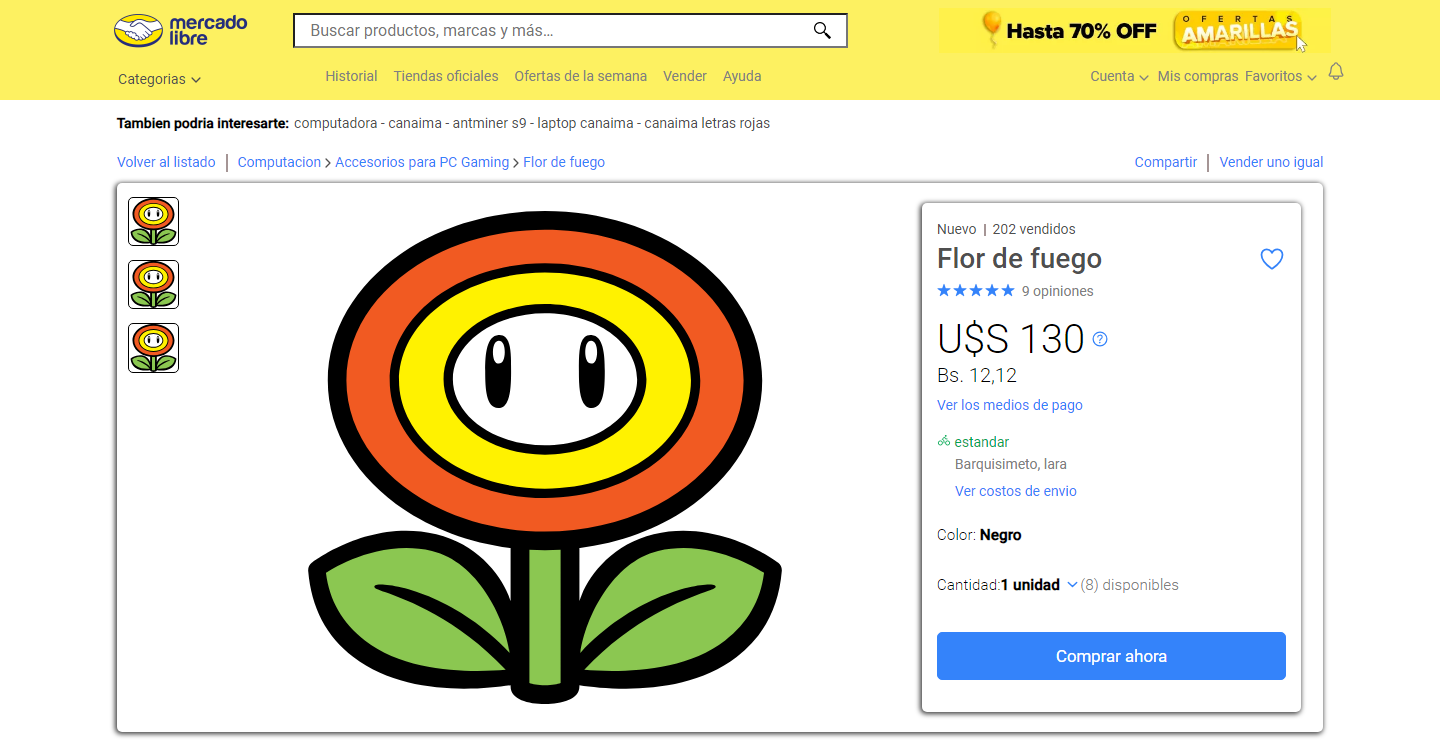 mercado
libre
Buscar productos, marcas y más...
Hasta 70% OFF
OFERTAS
AMARILLAS
Categorias
Historial Tiendas oficiales Ofertas de la semana Vender Ayuda
Cuenta Mis compras Favoritos
Tambien podria interesarte: computadora - canaima - antminer s9 - laptop canaima - canaima letras rojas
Volver al listado | Computacion > Accesorios para PC Gaming > Flor de fuego
Compartir | Vender uno igual
Nuevo | 202 vendidos
Flor de fuego
9 opiniones
U$S 130
Bs. 12,12
Ver los medios de pago
estandar
Barquisimeto, lara
Ver costos de envio
Color: Negro
Cantidad:1 unidad (8) disponibles
Comprar ahora